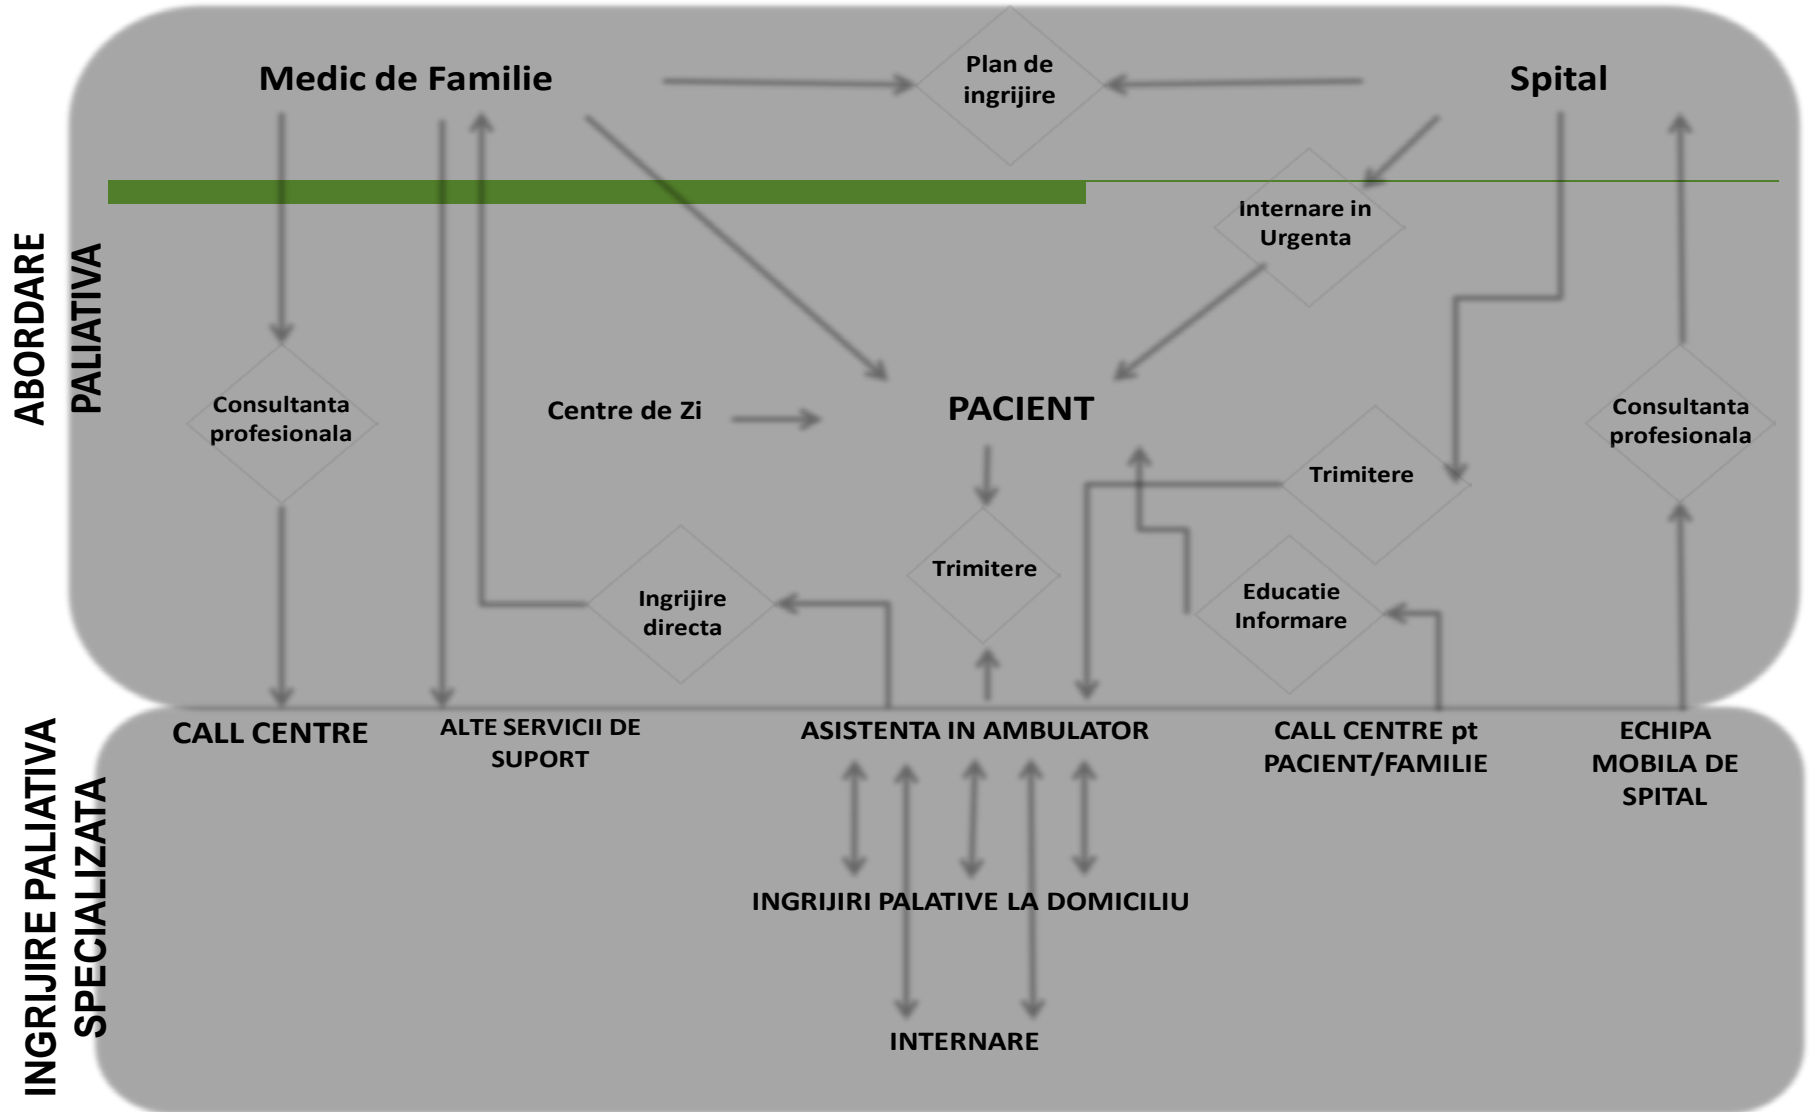 Medic de Familie
Plan de
ingrijire
Spital
Internare in
Urgenta
ABORDARE
PALIATIVA
Consultanta
profesionala
Centre de Zi
PACIENT
Consultanta
profesionala
Trimitere
Trimitere
Ingrijire
directa
Educatie
Informare
INGRIJIRE PALIATIVA
SPECIALIZATA
CALL CENTRE
ALTE SERVICII DE
SUPORT
ASISTENTA IN AMBULATOR
CALL CENTRE pt
PACIENT/FAMILIE
ECHIPA
MOBILA DE
SPITAL
INGRIJIRI PALATIVE LA DOMICILIU
INTERNARE